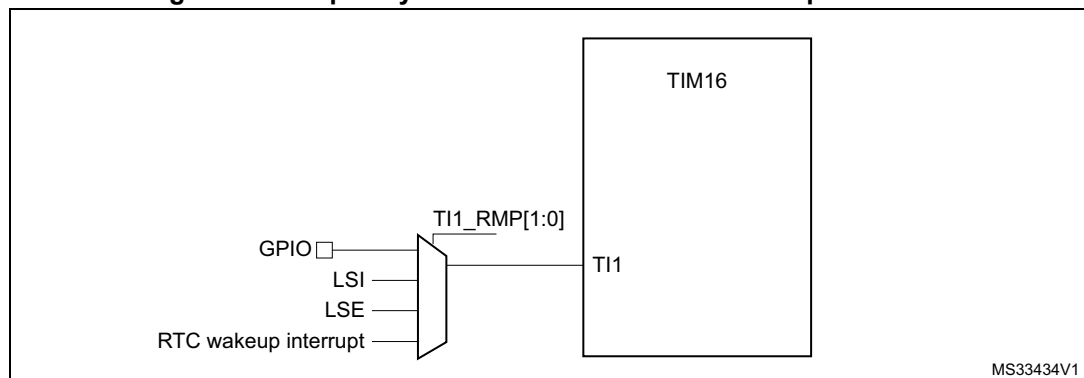 TIM16
TI1_RMP[1:0]
GPIO
TI1
LSI
LSE
RTC wakeup interrupt
MS33434V1